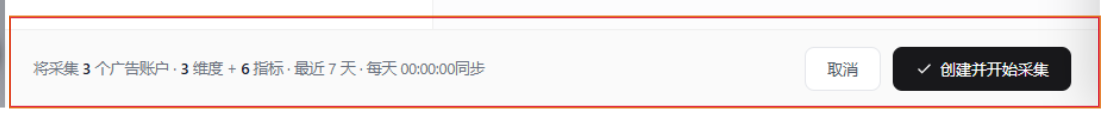 将采集 3 个广告账户 · 3 维度 + 6 指标 · 最近 7 天 · 每天 00:00:00同步
取消
创建并开始采集